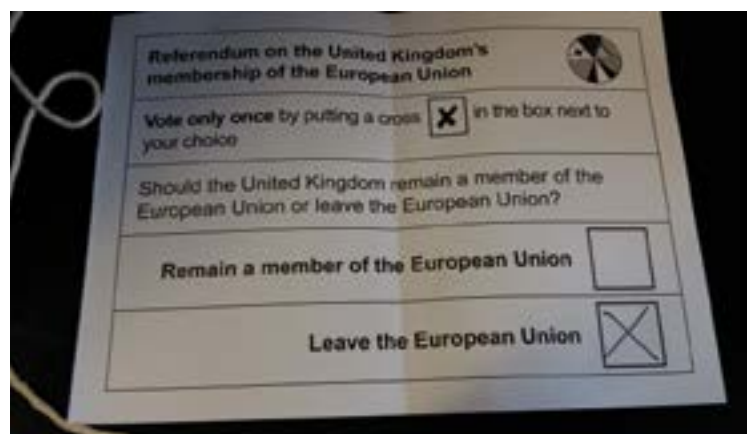 Referendum on the United Kingdom's
membership of the European Union
Vote only once by putting a cross X in the box next to
your choice
Should the United Kingdom remain a member of the
European Union or leave the European Union?
Remain a member of the European Union
Leave the European Union X